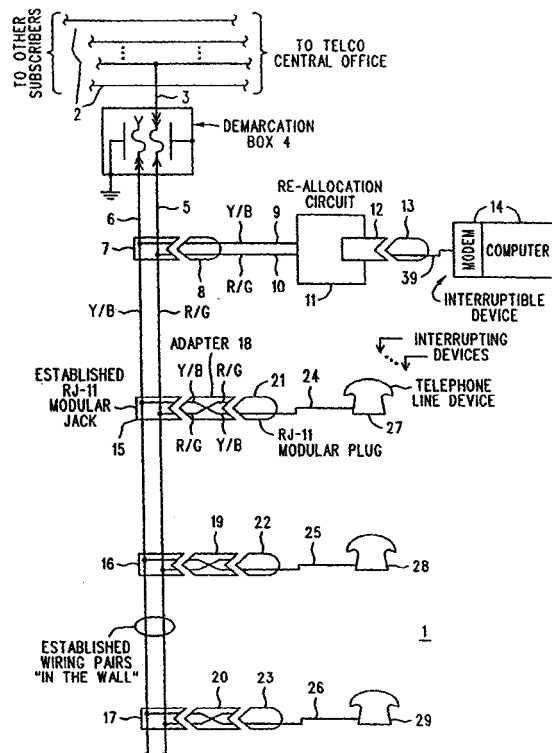 TO OTHER
SUBSCRIBERS
2
TO TELCO
CENTRAL OFFICE
3
DEMARCATION
BOX 4
6
5
RE-ALLOCATION
CIRCUIT
Y/B
9
12
13
14
MODEM
COMPUTER
7
8
R/G
10
11
39
INTERRUPTIBLE
DEVICE
Y/B
R/G
INTERRUPTING
DEVICES
ADAPTER 18
Y/B
R/G
21
24
TELEPHONE
LINE DEVICE
ESTABLISHED
RJ-11
MODULAR
JACK
15
R/G
Y/B
RJ-11
MODULAR PLUG
27
19
22
25
16
28
ESTABLISHED
WIRING PAIRS
"IN THE WALL"
1
20
23
26
17
29